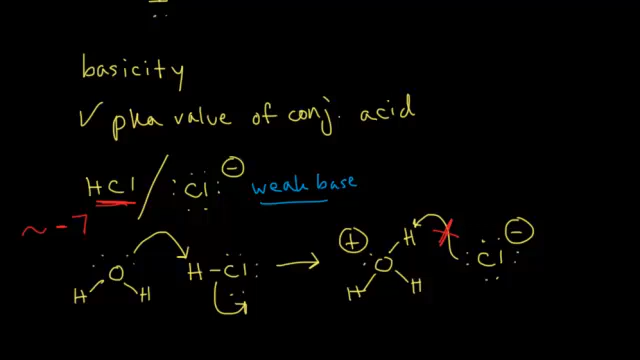 basicity
✓ pka value of conj. acid
HCl / :Cl: ⊖ weak base
~ -7
⊕ H ⊖
O H-Cl: → O :Cl:
H H H H